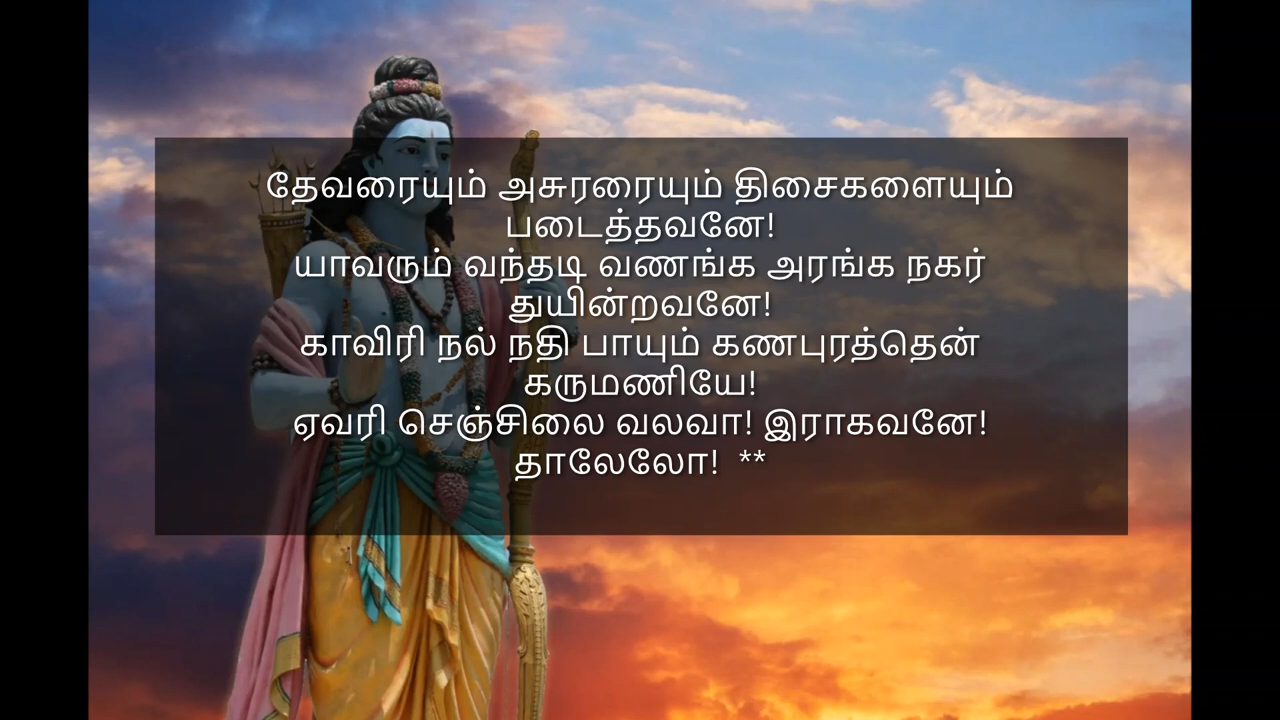 தேவரையும் அசுரரையும் திசைகளையும்
படைத்தவனே!
யாவரும் வந்தடி வணங்க அரங்க நகர்
துயின்றவனே!
காவிரி நல் நதி பாயும் கணபுரத்தென்
கருமணியே!
ஏவரி செஞ்சிலை வலவா! இராகவனே!
தாலேலோ! **